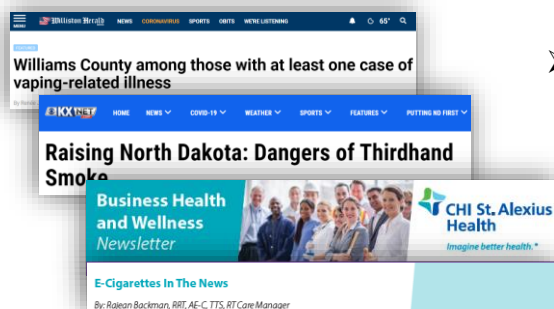 MENU Williston Herald NEWS CORONAVIRUS SPORTS OBITS WE'RE LISTENING 65°
Williams County among those with at least one case of
vaping-related illness
KX NET HOME NEWS COVID-19 WEATHER SPORTS FEATURES PUTTING ND FIRST
Raising North Dakota: Dangers of Thirdhand
Smoke
Business Health
and Wellness
Newsletter
CHI St. Alexius
Health
Imagine better health.®
E-Cigarettes In The News
By: Rajean Backman, RRT, AE-C, TTS, RT Care Manager